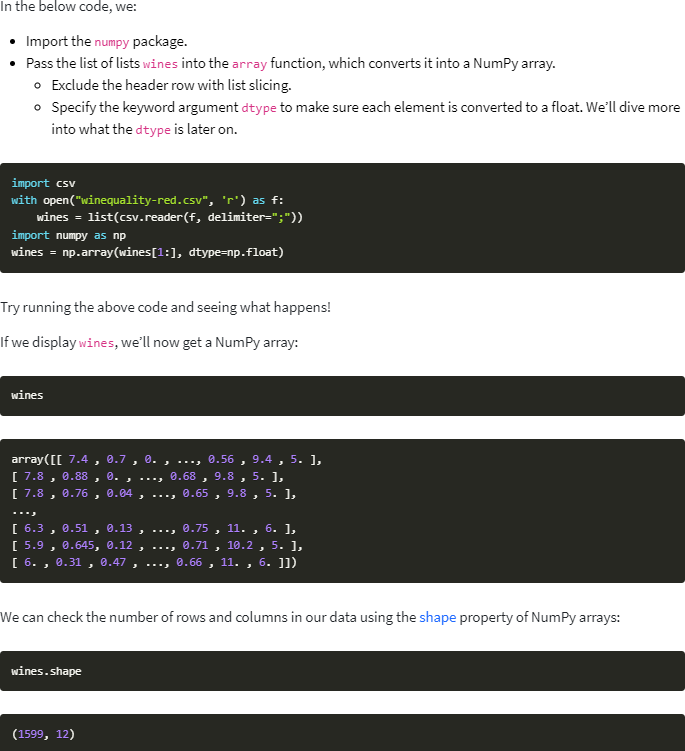 In the below code, we:
Import the numpy package.
Pass the list of lists wines into the array function, which converts it into a NumPy array.
Exclude the header row with list slicing.
Specify the keyword argument dtype to make sure each element is converted to a float. We’ll dive more
into what the dtype is later on.
import csv
with open("winequality-red.csv", 'r') as f:
    wines = list(csv.reader(f, delimiter=";"))
import numpy as np
wines = np.array(wines[1:], dtype=np.float)
Try running the above code and seeing what happens!
If we display wines, we’ll now get a NumPy array:
wines
array([[ 7.4 , 0.7 , 0. , ..., 0.56 , 9.4 , 5. ],
[ 7.8 , 0.88 , 0. , ..., 0.68 , 9.8 , 5. ],
[ 7.8 , 0.76 , 0.04 , ..., 0.65 , 9.8 , 5. ],
...,
[ 6.3 , 0.51 , 0.13 , ..., 0.75 , 11. , 6. ],
[ 5.9 , 0.645, 0.12 , ..., 0.71 , 10.2 , 5. ],
[ 6. , 0.31 , 0.47 , ..., 0.66 , 11. , 6. ]])
We can check the number of rows and columns in our data using the shape property of NumPy arrays:
wines.shape
(1599, 12)